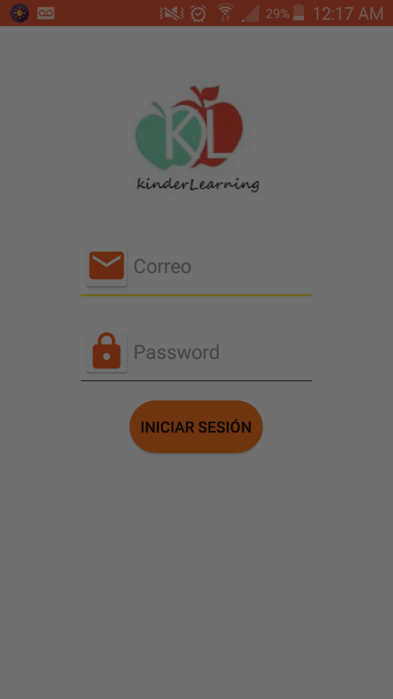 29% 12:17 AM
KL
kinderLearning
Correo
Password
INICIAR SESIÓN